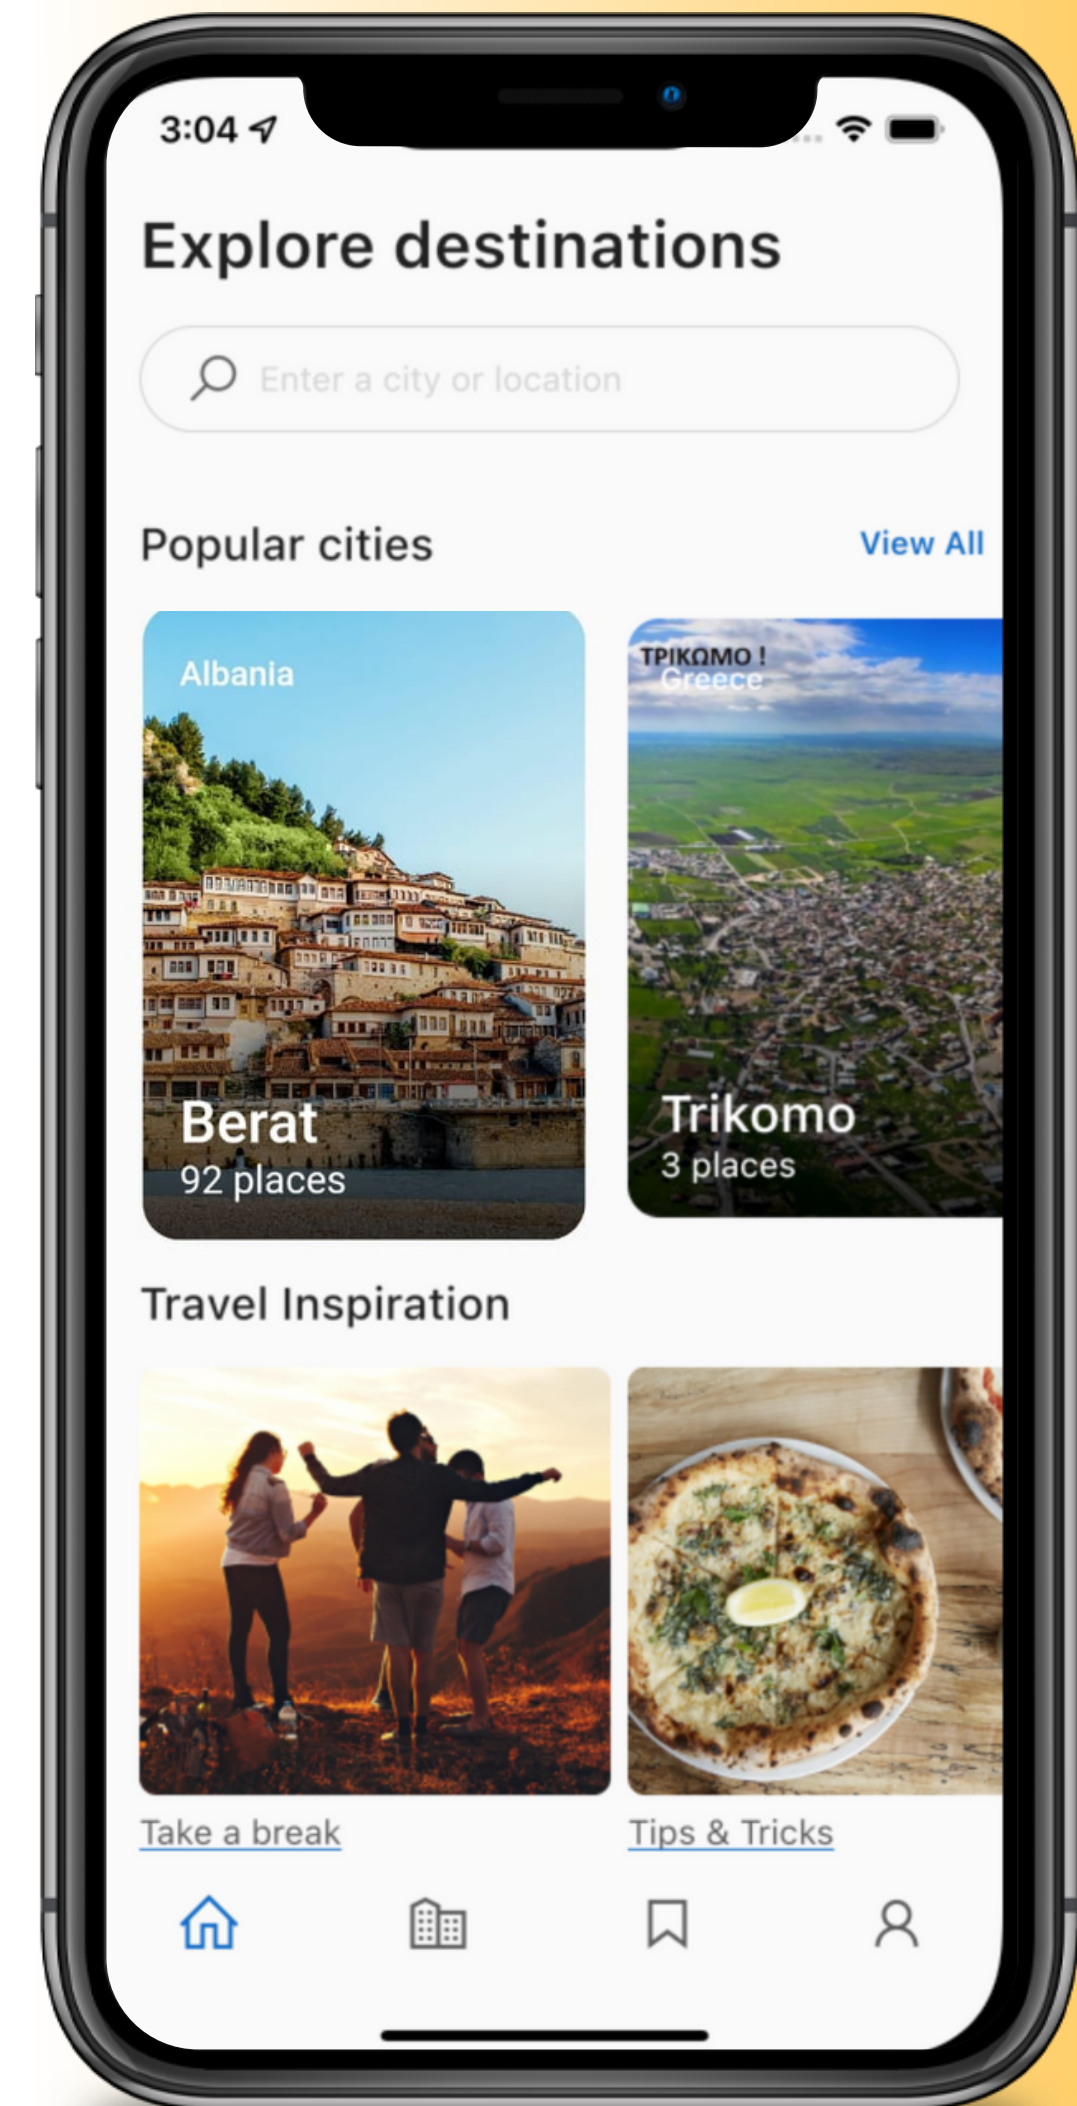 3:04
Explore destinations
Enter a city or location
Popular cities
View All
Albania
Berat
92 places
ΤΡΙΚΩΜΟ !
Greece
Trikomo
3 places
Travel Inspiration
Take a break
Tips & Tricks